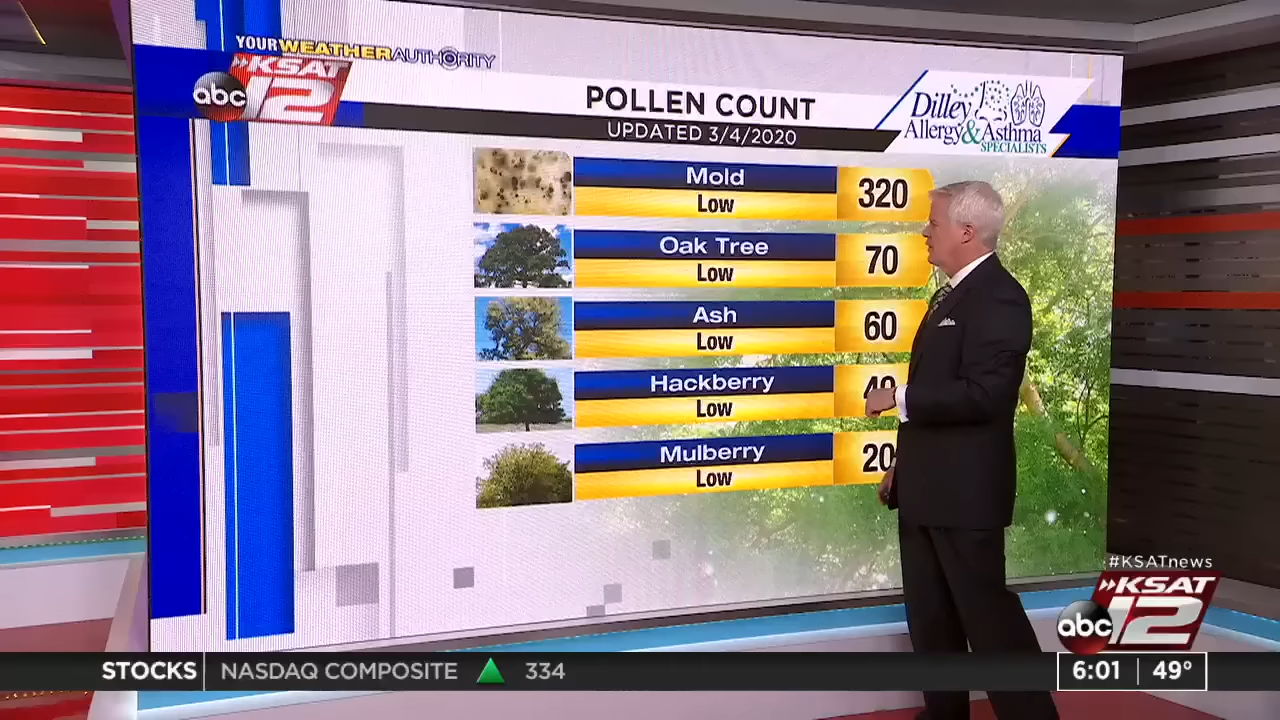 YOUR WEATHER AUTHORITY
KSAT
abc 12
POLLEN COUNT
UPDATED 3/4/2020
Dilley
Allergy & Asthma
SPECIALISTS
Mold
Low
320
Oak Tree
Low
70
Ash
Low
60
Hackberry
Low
40
Mulberry
Low
20
#KSATnews
KSAT
abc 12
STOCKS NASDAQ COMPOSITE 334
6:01 49°